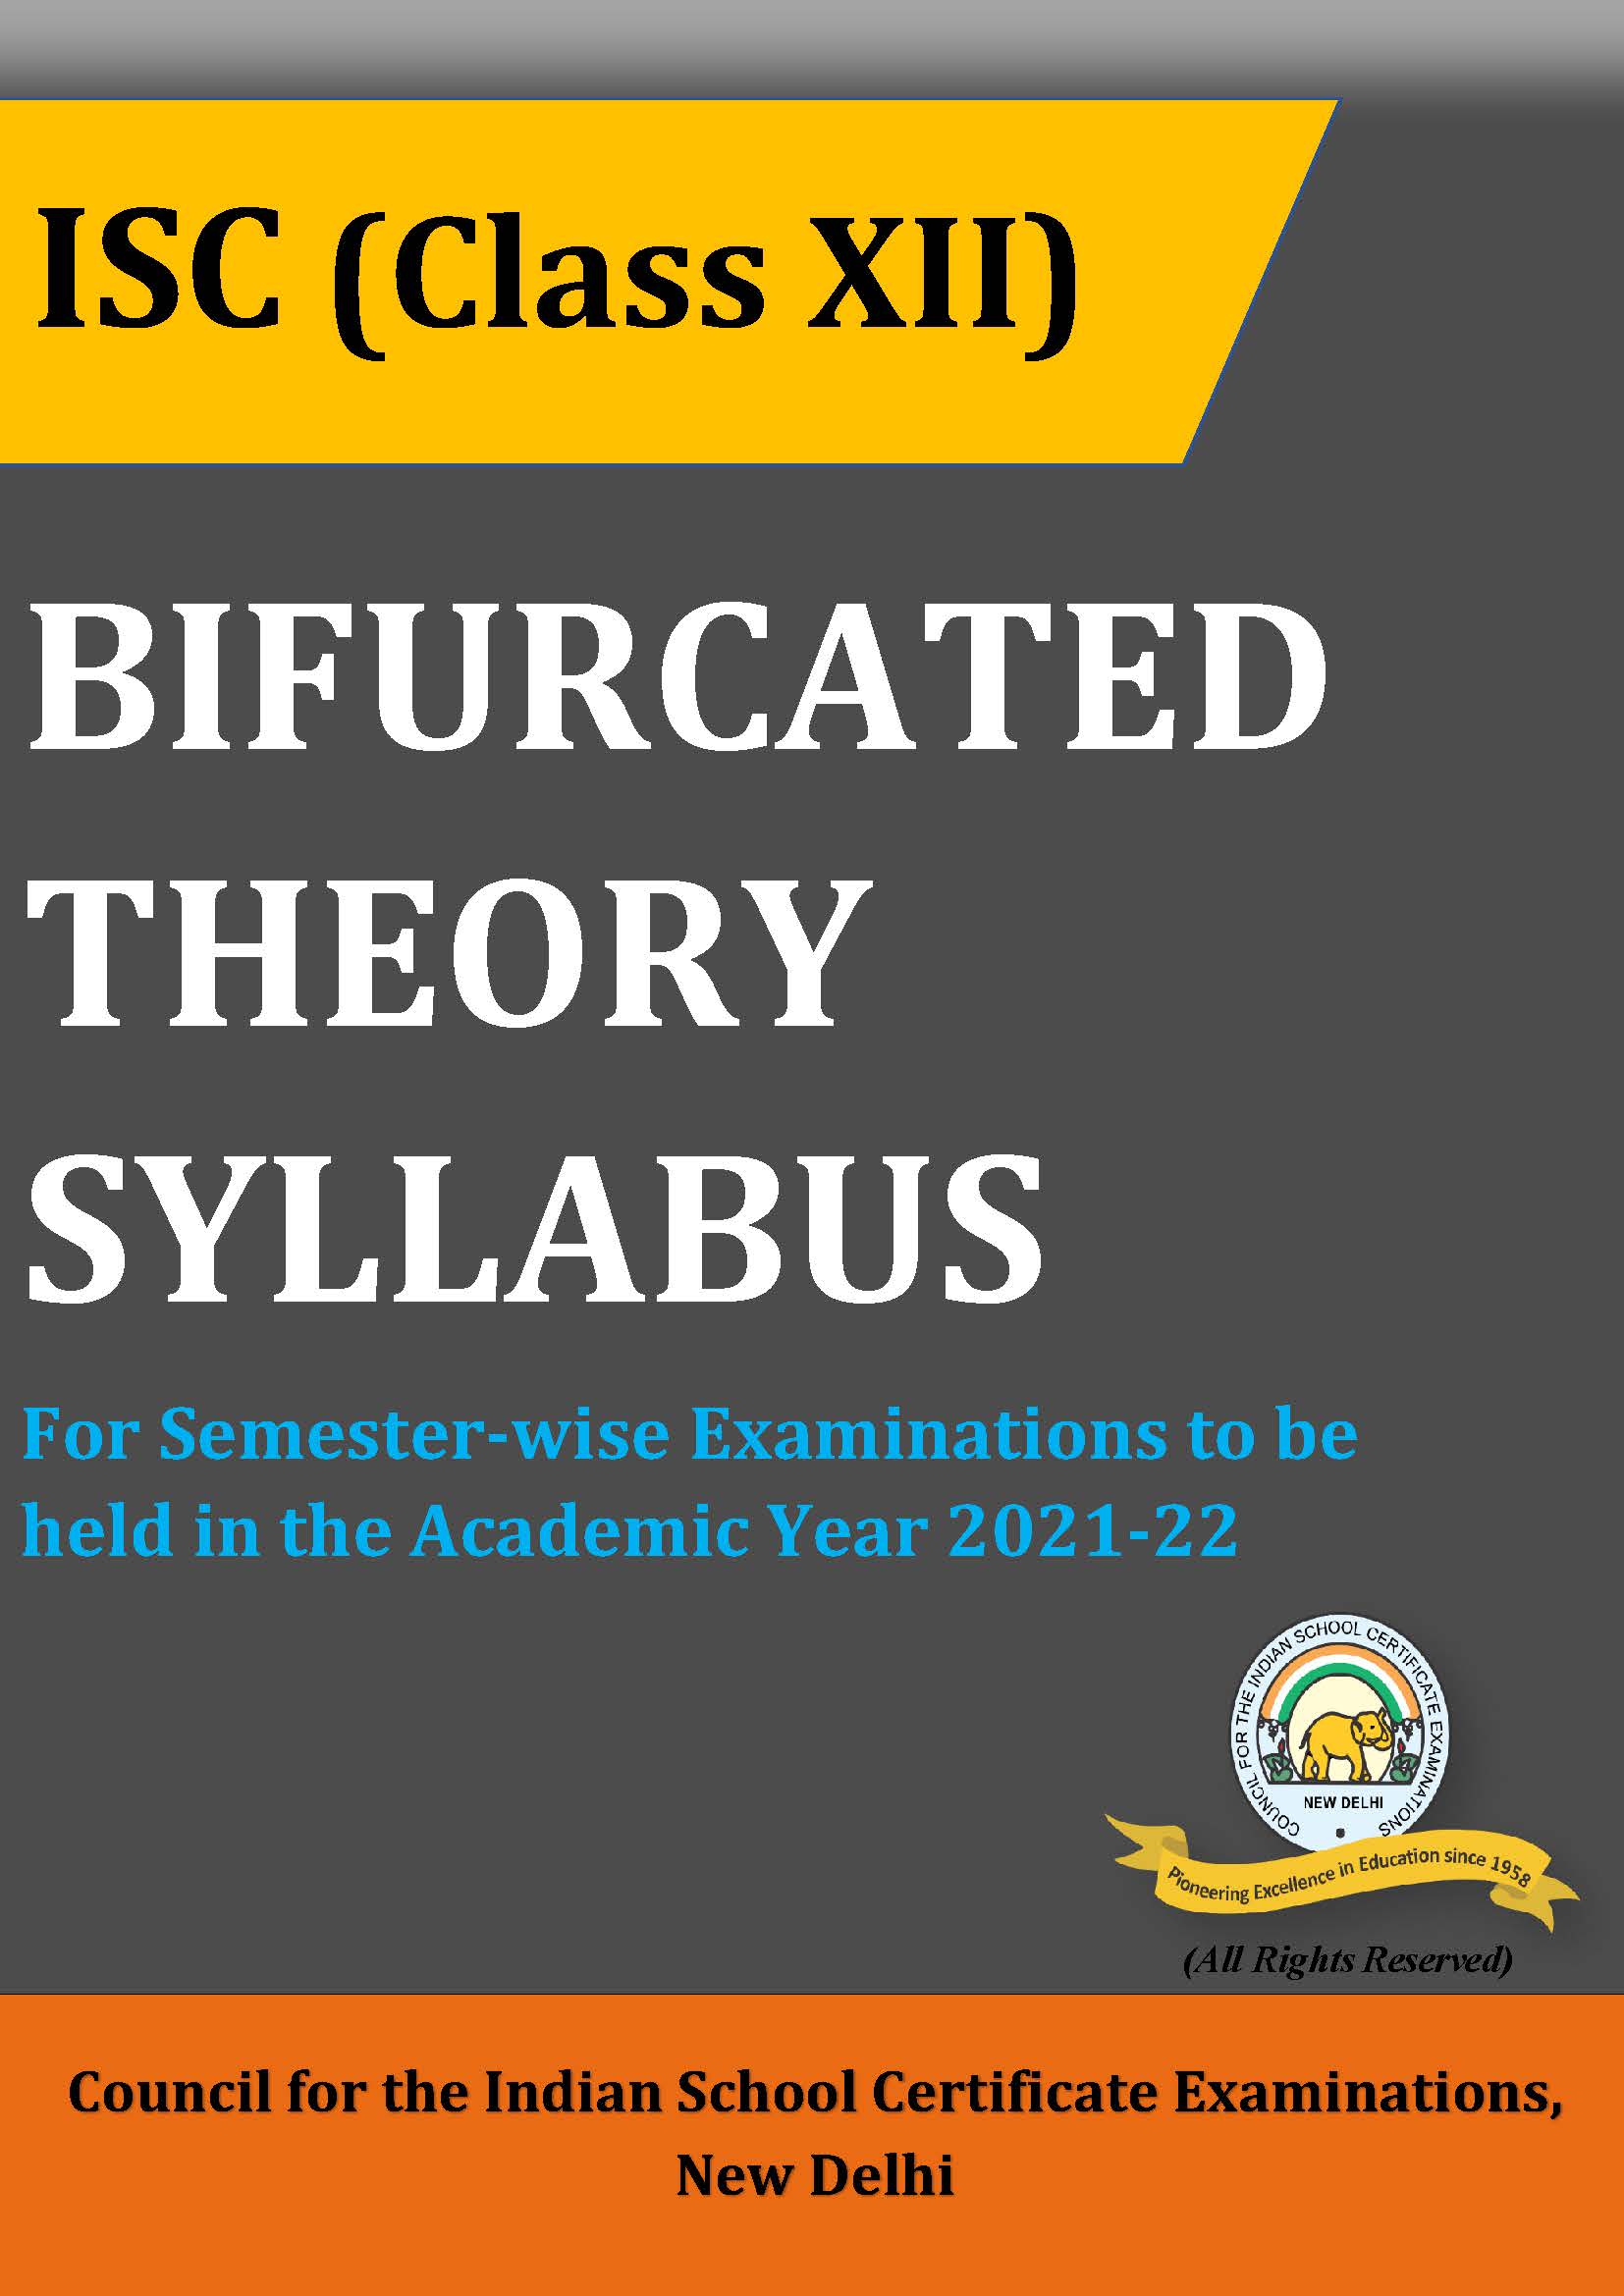 ISC (Class XII)
BIFURCATED
THEORY
SYLLABUS
For Semester-wise Examinations to be
held in the Academic Year 2021-22
COUNCIL FOR THE INDIAN SCHOOL CERTIFICATE EXAMINATIONS
NEW DELHI
Pioneering Excellence in Education since 1958
(All Rights Reserved)
Council for the Indian School Certificate Examinations,
New Delhi